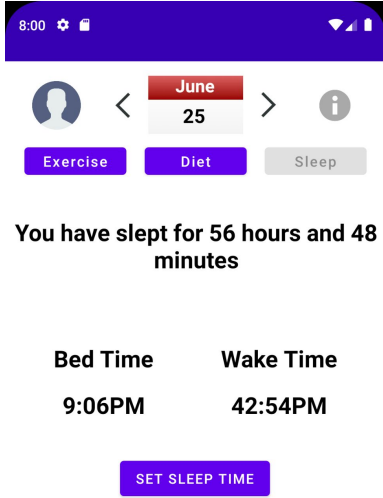 8:00
June
25
Exercise
Diet
Sleep
You have slept for 56 hours and 48
minutes
Bed Time
Wake Time
9:06PM
42:54PM
SET SLEEP TIME